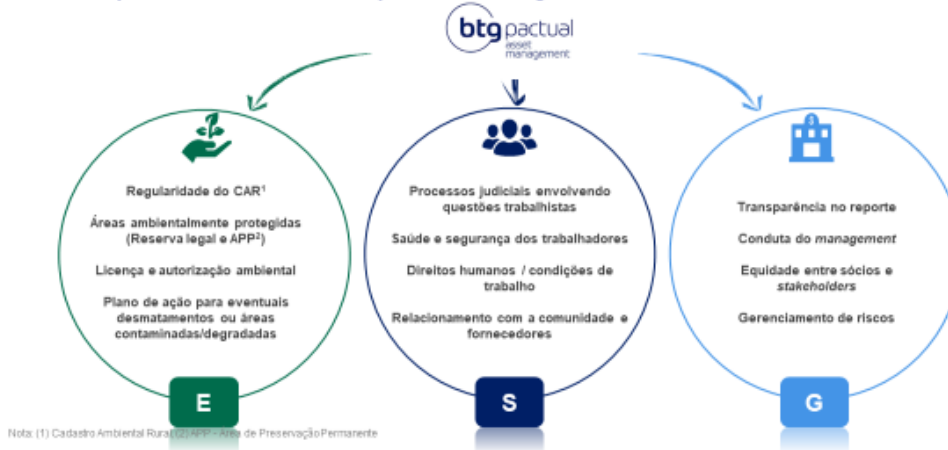 btg pactual
asset
management
Regularidade do CAR¹
Áreas ambientalmente protegidas
(Reserva legal e APP²)
Licença e autorização ambiental
Plano de ação para eventuais
desmatamentos ou áreas
contaminadas/degradadas
E
Processos judiciais envolvendo
questões trabalhistas
Saúde e segurança dos trabalhadores
Direitos humanos / condições de
trabalho
Relacionamento com a comunidade e
fornecedores
S
Transparência no reporte
Conduta do management
Equidade entre sócios e
stakeholders
Gerenciamento de riscos
G
Nota: (1) Cadastro Ambiental Rural; (2) APP - Área de Preservação Permanente